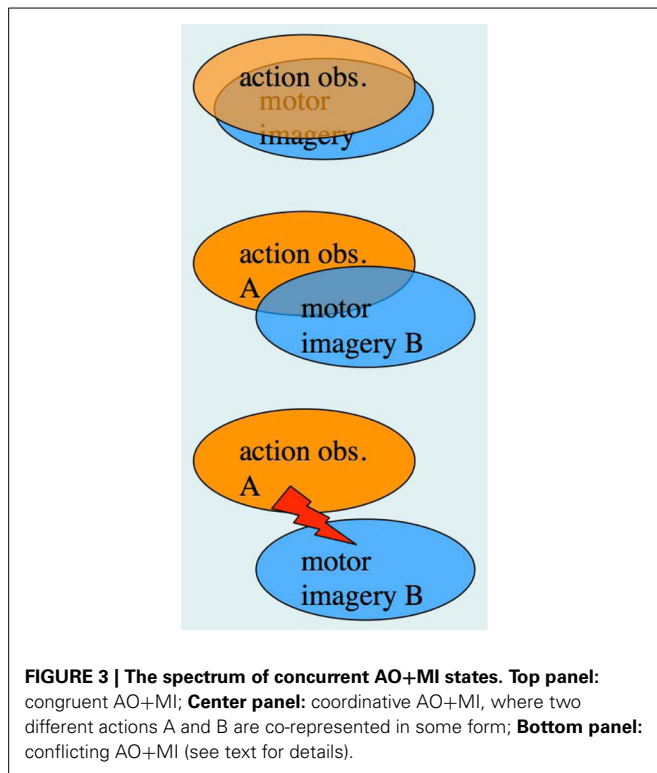 action obs.
motor
imagery
action obs.
A
motor
imagery B
action obs.
A
motor
imagery B
FIGURE 3 | The spectrum of concurrent AO+MI states. Top panel:
congruent AO+MI; Center panel: coordinative AO+MI, where two
different actions A and B are co-represented in some form; Bottom panel:
conflicting AO+MI (see text for details).